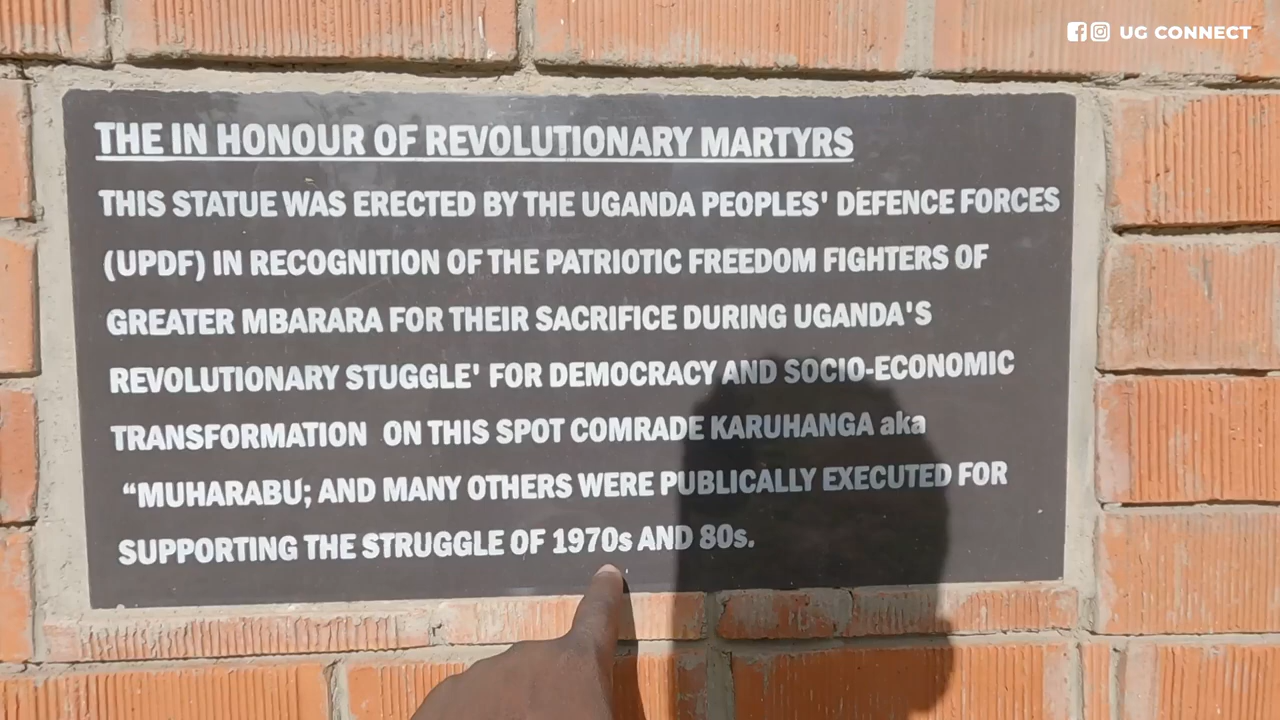 UG CONNECT
THE IN HONOUR OF REVOLUTIONARY MARTYRS
THIS STATUE WAS ERECTED BY THE UGANDA PEOPLES' DEFENCE FORCES
(UPDF) IN RECOGNITION OF THE PATRIOTIC FREEDOM FIGHTERS OF
GREATER MBARARA FOR THEIR SACRIFICE DURING UGANDA'S
REVOLUTIONARY STUGGLE' FOR DEMOCRACY AND SOCIO-ECONOMIC
TRANSFORMATION ON THIS SPOT COMRADE KARUHANGA aka
“MUHARABU; AND MANY OTHERS WERE PUBLICALLY EXECUTED FOR
SUPPORTING THE STRUGGLE OF 1970s AND 80s.